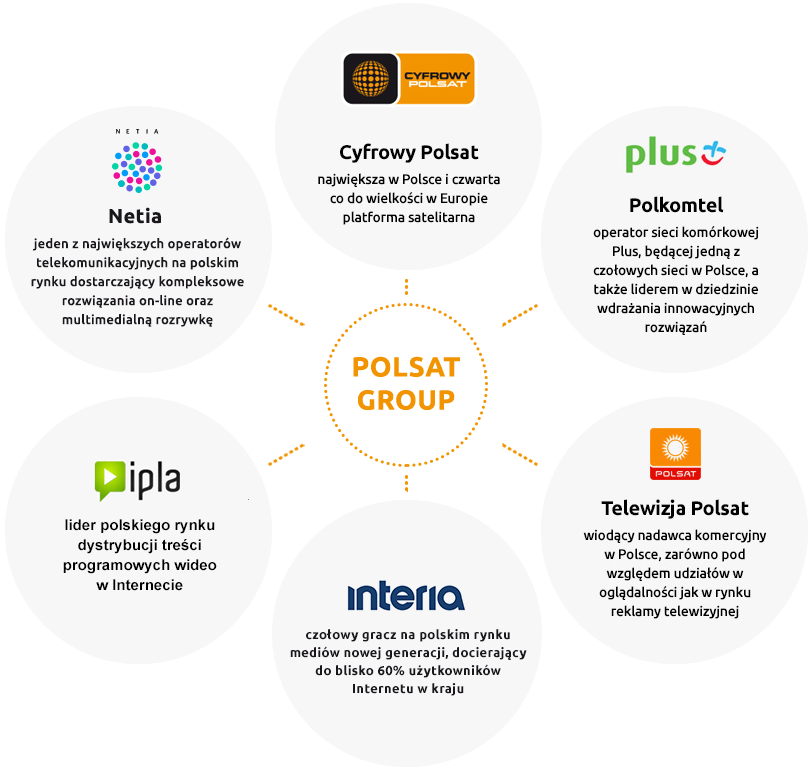 CYFROWY
POLSAT
Cyfrowy Polsat
największa w Polsce i czwarta
co do wielkości w Europie
platforma satelitarna
NETIA
Netia
jeden z największych operatorów
telekomunikacyjnych na polskim
rynku dostarczający kompleksowe
rozwiązania on-line oraz
multimedialną rozrywkę
plus
Polkomtel
operator sieci komórkowej
Plus, będącej jedną z
czołowych sieci w Polsce, a
także liderem w dziedzinie
wdrażania innowacyjnych
rozwiązań
POLSAT
GROUP
ipla
lider polskiego rynku
dystrybucji treści
programowych wideo
w Internecie
POLSAT
Telewizja Polsat
wiodący nadawca komercyjny
w Polsce, zarówno pod
względem udziałów w
oglądalności jak w rynku
reklamy telewizyjnej
interia
czołowy gracz na polskim rynku
mediów nowej generacji, docierający
do blisko 60% użytkowników
Internetu w kraju